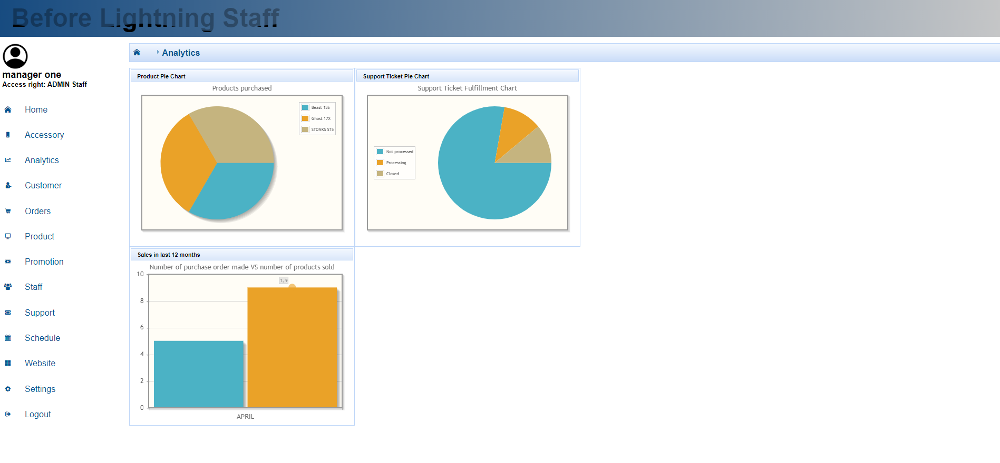 Before Lightning Staff
manager one
Access right: ADMIN Staff
Home
Accessory
Analytics
Customer
Orders
Product
Promotion
Staff
Support
Schedule
Website
Settings
Logout
Analytics
Product Pie Chart
Products purchased
Beast 15S
Ghost 17X
STONKS S15
Support Ticket Pie Chart
Support Ticket Fulfillment Chart
Not processed
Processing
Closed
Sales in last 12 months
Number of purchase order made VS number of products sold
10
8
6
4
2
0
1, 9
APRIL